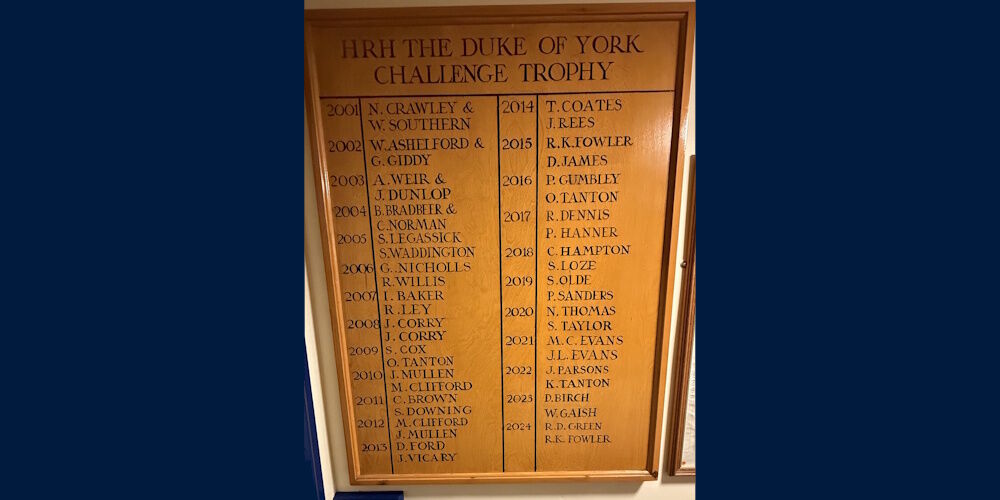 HRH THE DUKE OF YORK
CHALLENGE TROPHY
2001 N. CRAWLEY &
W. SOUTHERN
2002 W. ASHELFORD &
G. GIDDY
2003 A. WEIR &
J. DUNLOP
2004 B. BRADBEER &
C. NORMAN
2005 S. LEGASSICK
S. WADDINGTON
2006 G. NICHOLLS
R. WILLIS
2007 I. BAKER
R. LEY
2008 J. CORRY
J. CORRY
2009 S. COX
O. TANTON
2010 J. MULLEN
M. CLIFFORD
2011 C. BROWN
S. DOWNING
2012 M. CLIFFORD
J. MULLEN
2013 D. FORD
J. VICARY
2014 T. COATES
J. REES
2015 R. K. FOWLER
D. JAMES
2016 P. GUMBLEY
O. TANTON
2017 R. DENNIS
P. HANNER
2018 C. HAMPTON
S. LOZE
2019 S. OLDE
P. SANDERS
2020 N. THOMAS
S. TAYLOR
2021 M. C. EVANS
J. L. EVANS
2022 J. PARSONS
K. TANTON
2023 D. BIRCH
W. GAISH
2024 R. D. GREEN
R. K. FOWLER